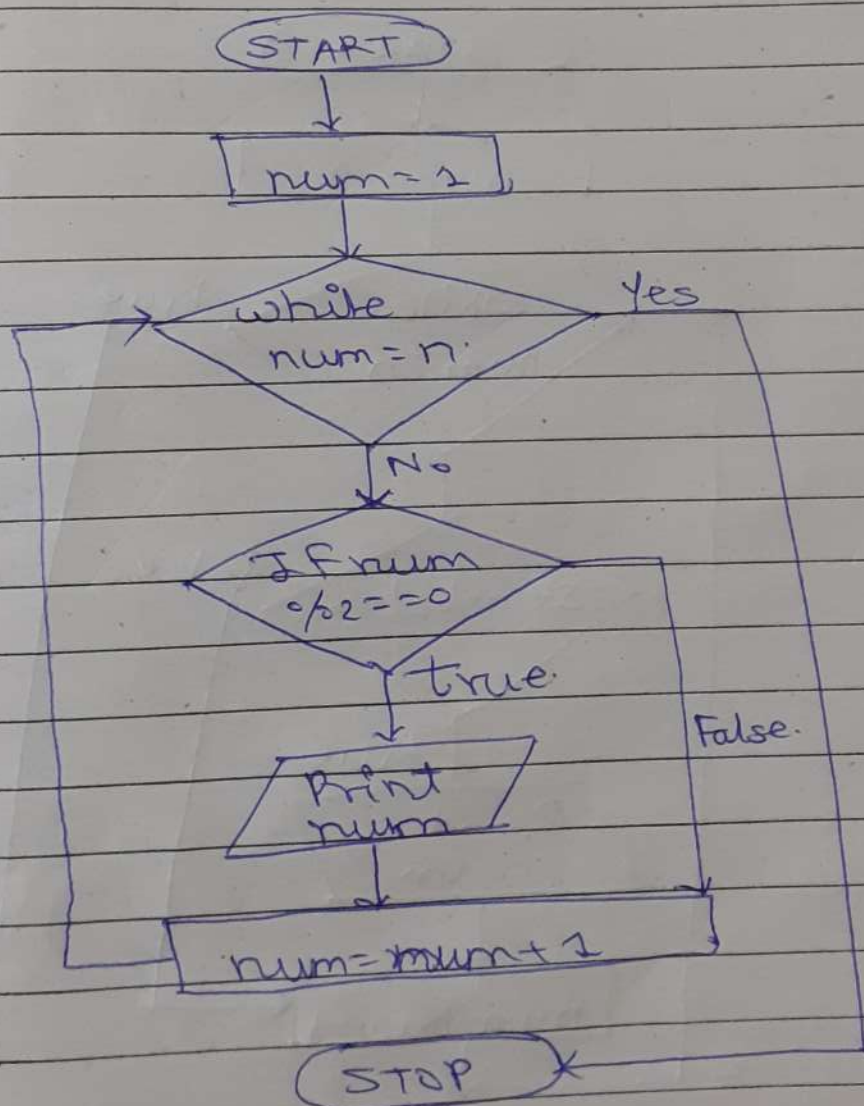 START
num=1
while
num=n.
Yes
No
If num
%2==0
true.
False.
Print
num
num=num+1
STOP